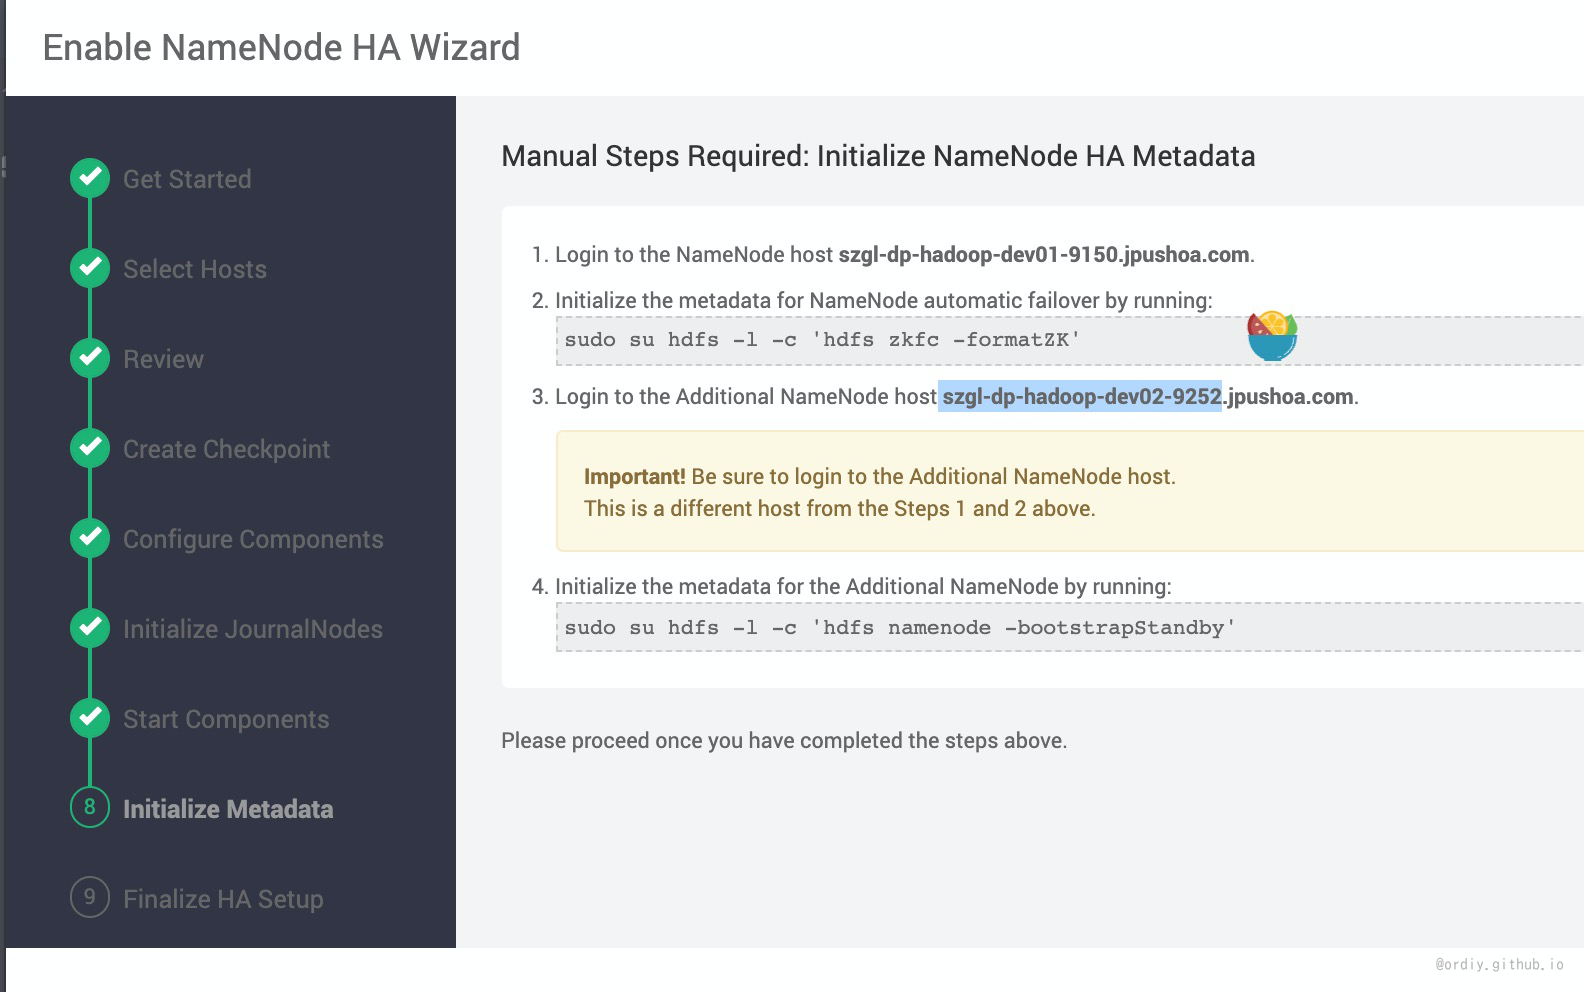 Enable NameNode HA Wizard
Get Started
Select Hosts
Review
Create Checkpoint
Configure Components
Initialize JournalNodes
Start Components
8 Initialize Metadata
9 Finalize HA Setup
Manual Steps Required: Initialize NameNode HA Metadata
1. Login to the NameNode host szgl-dp-hadoop-dev01-9150.jpushoa.com.
2. Initialize the metadata for NameNode automatic failover by running:
sudo su hdfs -l -c 'hdfs zkfc -formatZK'
3. Login to the Additional NameNode host szgl-dp-hadoop-dev02-9252.jpushoa.com.
Important! Be sure to login to the Additional NameNode host.
This is a different host from the Steps 1 and 2 above.
4. Initialize the metadata for the Additional NameNode by running:
sudo su hdfs -l -c 'hdfs namenode -bootstrapStandby'
Please proceed once you have completed the steps above.
@ordiy.github.io